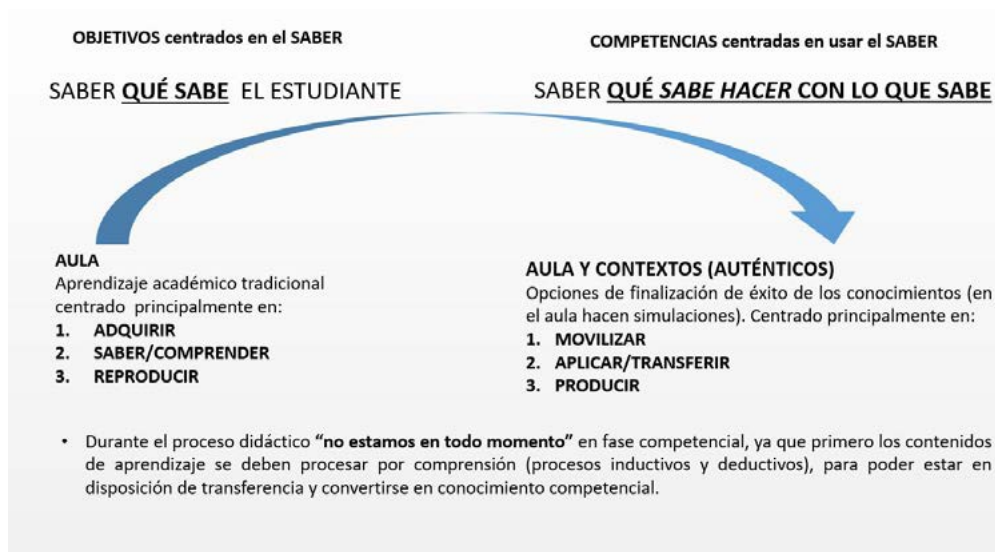 OBJETIVOS centrados en el SABER
SABER QUÉ SABE EL ESTUDIANTE
COMPETENCIAS centradas en usar el SABER
SABER QUÉ SABE HACER CON LO QUE SABE
AULA
Aprendizaje académico tradicional
centrado principalmente en:
1. ADQUIRIR
2. SABER/COMPRENDER
3. REPRODUCIR
AULA Y CONTEXTOS (AUTÉNTICOS)
Opciones de finalización de éxito de los conocimientos (en
el aula hacen simulaciones). Centrado principalmente en:
1. MOVILIZAR
2. APLICAR/TRANSFERIR
3. PRODUCIR
• Durante el proceso didáctico “no estamos en todo momento” en fase competencial, ya que primero los contenidos
de aprendizaje se deben procesar por comprensión (procesos inductivos y deductivos), para poder estar en
disposición de transferencia y convertirse en conocimiento competencial.